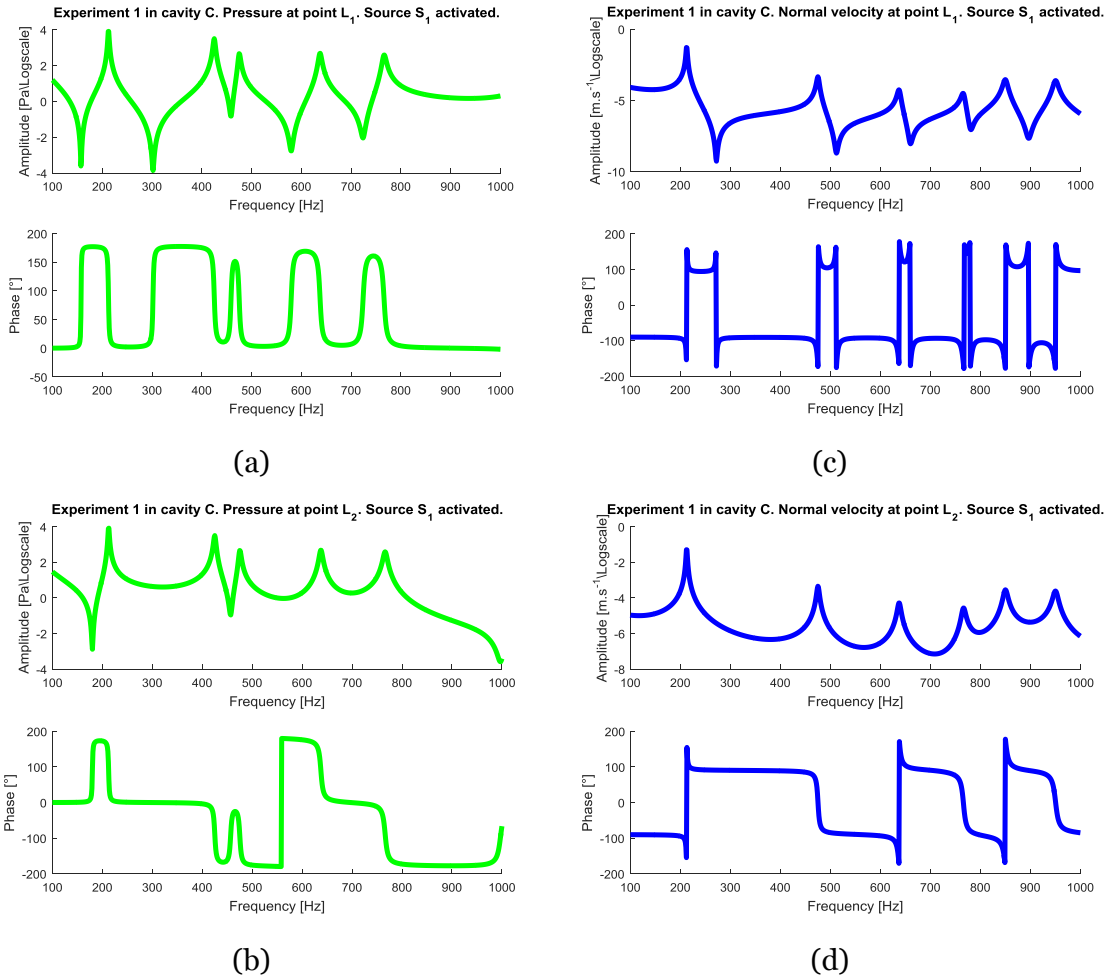 Experiment 1 in cavity C. Pressure at point L1. Source S1 activated.
Amplitude [Pa\Logscale]
4
2
0
-2
-4
100 200 300 400 500 600 700 800 900 1000
Frequency [Hz]
Phase [°]
200
150
100
50
0
-50
100 200 300 400 500 600 700 800 900 1000
Frequency [Hz]
(a)
Experiment 1 in cavity C. Normal velocity at point L1. Source S1 activated.
Amplitude [m.s-1\Logscale]
0
-5
-10
100 200 300 400 500 600 700 800 900 1000
Frequency [Hz]
Phase [°]
200
100
0
-100
-200
100 200 300 400 500 600 700 800 900 1000
Frequency [Hz]
(c)
Experiment 1 in cavity C. Pressure at point L2. Source S1 activated.
Amplitude [Pa\Logscale]
4
2
0
-2
-4
100 200 300 400 500 600 700 800 900 1000
Frequency [Hz]
Phase [°]
200
100
0
-100
-200
100 200 300 400 500 600 700 800 900 1000
Frequency [Hz]
(b)
Experiment 1 in cavity C. Normal velocity at point L2. Source S1 activated.
Amplitude [m.s-1\Logscale]
0
-2
-4
-6
-8
100 200 300 400 500 600 700 800 900 1000
Frequency [Hz]
Phase [°]
200
100
0
-100
-200
100 200 300 400 500 600 700 800 900 1000
Frequency [Hz]
(d)